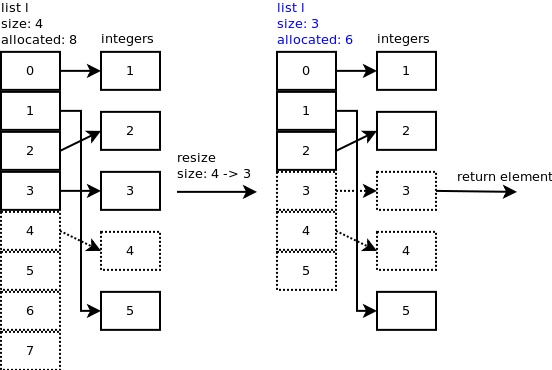 list l
size: 4
allocated: 8
integers
0
1
2
3
4
5
6
7
1
2
3
4
5
resize
size: 4 -> 3
list l
size: 3
allocated: 6
integers
0
1
2
3
4
5
1
2
3
4
5
return element